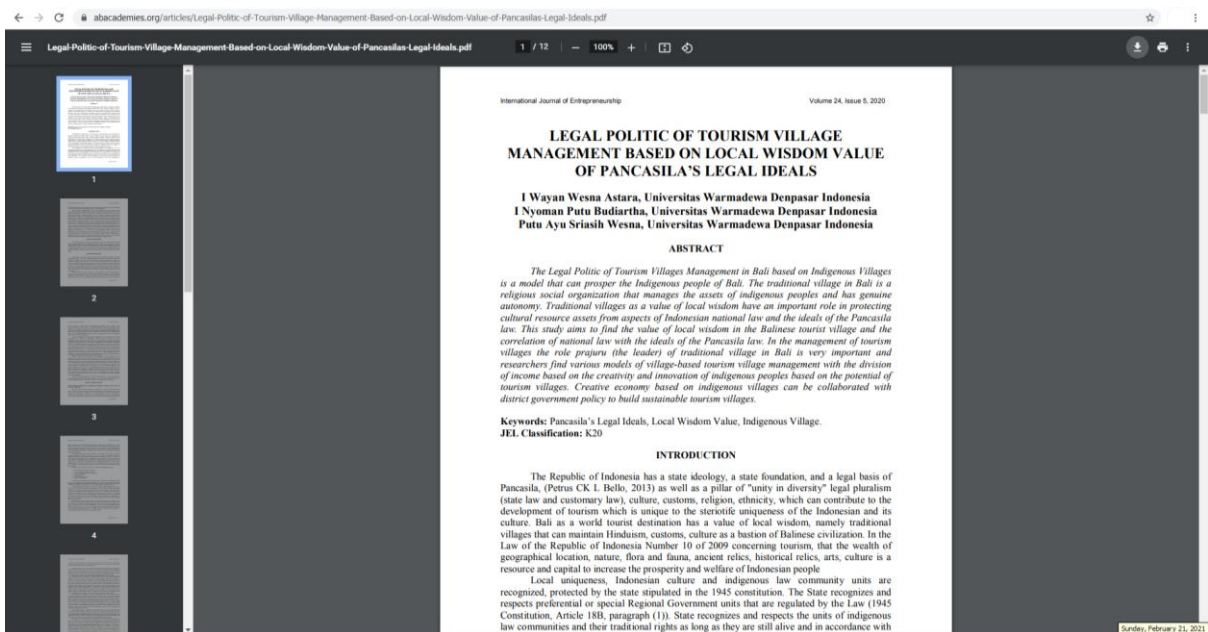 abacademies.org/articles/Legal-Politic-of-Tourism-Village-Management-Based-on-Local-Wisdom-Value-of-Pancasilas-Legal-Ideals.pdf
Legal-Politic-of-Tourism-Village-Management-Based-on-Local-Wisdom-Value-of-Pancasilas-Legal-Ideals.pdf 1 / 12 100%
1
2
3
4
International Journal of Entrepreneurship Volume 24, Issue 5, 2020
LEGAL POLITIC OF TOURISM VILLAGE
MANAGEMENT BASED ON LOCAL WISDOM VALUE
OF PANCASILA'S LEGAL IDEALS
I Wayan Wesna Astara, Universitas Warmadewa Denpasar Indonesia
I Nyoman Putu Budiartha, Universitas Warmadewa Denpasar Indonesia
Putu Ayu Sriasih Wesna, Universitas Warmadewa Denpasar Indonesia
ABSTRACT
The Legal Politic of Tourism Villages Management in Bali based on Indigenous Villages
is a model that can prosper the Indigenous people of Bali. The traditional village in Bali is a
religious social organization that manages the assets of indigenous peoples and has genuine
autonomy. Traditional villages as a value of local wisdom have an important role in protecting
cultural resource assets from aspects of Indonesian national law and the ideals of the Pancasila
law. This study aims to find the value of local wisdom in the Balinese tourist village and the
correlation of national law with the ideals of the Pancasila law. In the management of tourism
villages the role prajuru (the leader) of traditional village in Bali is very important and
researchers find various models of village-based tourism village management with the division
of income based on the creativity and innovation of indigenous peoples based on the potential of
tourism villages. Creative economy based on indigenous villages can be collaborated with
district government policy to build sustainable tourism villages.
Keywords: Pancasila's Legal Ideals, Local Wisdom Value, Indigenous Village.
JEL Classification: K20
INTRODUCTION
The Republic of Indonesia has a state ideology, a state foundation, and a legal basis of
Pancasila, (Petrus CK L Bello, 2013) as well as a pillar of "unity in diversity" legal pluralism
(state law and customary law), culture, customs, religion, ethnicity, which can contribute to the
development of tourism which is unique to the steriotife uniqueness of the Indonesian and its
culture. Bali as a world tourist destination has a value of local wisdom, namely traditional
villages that can maintain Hinduism, customs, culture as a bastion of Balinese civilization. In the
Law of the Republic of Indonesia Number 10 of 2009 concerning tourism, that the wealth of
geographical location, nature, flora and fauna, ancient relics, historical relics, arts, culture is a
resource and capital to increase the prosperity and welfare of Indonesian people
Local uniqueness, Indonesian culture and indigenous law community units are
recognized, protected by the state stipulated in the 1945 constitution. The State recognizes and
respects preferential or special Regional Government units that are regulated by the Law (1945
Constitution, Article 18B, paragraph (1)). State recognizes and respects the units of indigenous
law communities and their traditional rights as long as they are still alive and in accordance with
Sunday, February 21, 2021